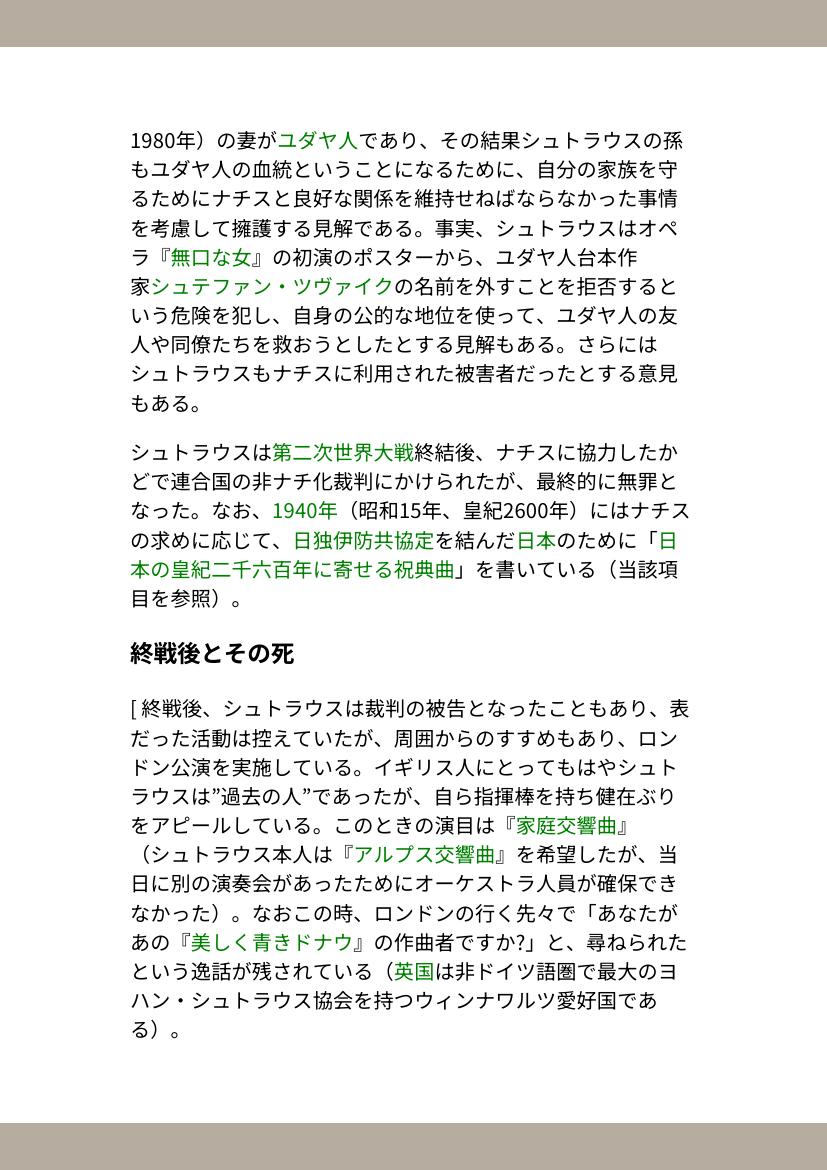 1980年）の妻がユダヤ人であり、その結果シュトラウスの孫
もユダヤ人の血統ということになるために、自分の家族を守
るためにナチスと良好な関係を維持せねばならなかった事情
を考慮して擁護する見解である。事実、シュトラウスはオペ
ラ『無口な女』の初演のポスターから、ユダヤ人台本作
家シュテファン・ツヴァイクの名前を外すことを拒否すると
いう危険を犯し、自身の公的な地位を使って、ユダヤ人の友
人や同僚たちを救おうとしたとする見解もある。さらには
シュトラウスもナチスに利用された被害者だったとする意見
もある。
シュトラウスは第二次世界大戦終結後、ナチスに協力したか
どで連合国の非ナチ化裁判にかけられたが、最終的に無罪と
なった。なお、1940年（昭和15年、皇紀2600年）にはナチス
の求めに応じて、日独伊防共協定を結んだ日本のために「日
本の皇紀二千六百年に寄せる祝典曲」を書いている（当該項
目を参照）。
終戦後とその死
[ 終戦後、シュトラウスは裁判の被告となったこともあり、表
だった活動は控えていたが、周囲からのすすめもあり、ロン
ドン公演を実施している。イギリス人にとってもはやシュト
ラウスは”過去の人”であったが、自ら指揮棒を持ち健在ぶり
をアピールしている。このときの演目は『家庭交響曲』
（シュトラウス本人は『アルプス交響曲』を希望したが、当
日に別の演奏会があったためにオーケストラ人員が確保でき
なかった）。なおこの時、ロンドンの行く先々で「あなたが
あの『美しく青きドナウ』の作曲者ですか?」と、尋ねられた
という逸話が残されている（英国は非ドイツ語圏で最大のヨ
ハン・シュトラウス協会を持つウィンナワルツ愛好国であ
る）。